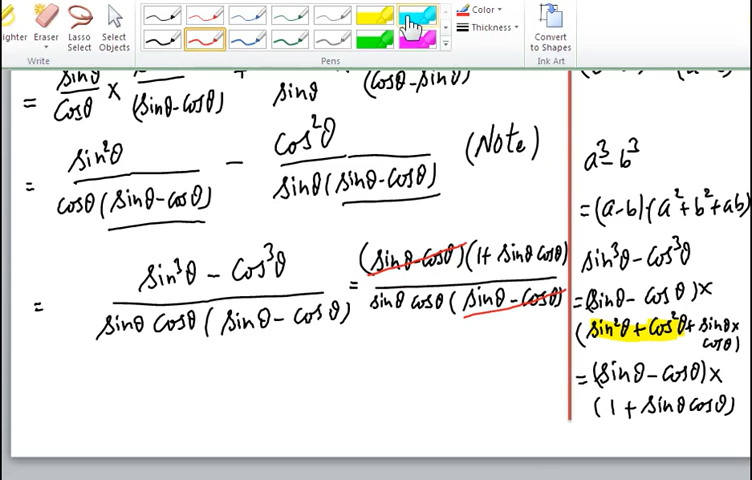 Color
Thickness
ighter
Eraser
Lasso Select
Select Objects
Convert to Shapes
Write
Pens
Ink Art
= sinθ/cosθ × /(sinθ-cosθ) + sinθ (cosθ-sinθ)
= sin²θ/cosθ(sinθ-cosθ) - cos²θ/sinθ(sinθ-cosθ) (Note)
= sin³θ - cos³θ/sinθ cosθ (sinθ-cosθ) = (sinθ-cosθ)(1+ sinθ cosθ)/sinθ cosθ (sinθ-cosθ)
a³-b³
=(a-b)(a²+b²+ab)
sin³θ-cos³θ
=(sinθ - cosθ)×
(sin²θ+cos²θ+sinθ×
cosθ)
=(sinθ-cosθ)×
(1+sinθcosθ)